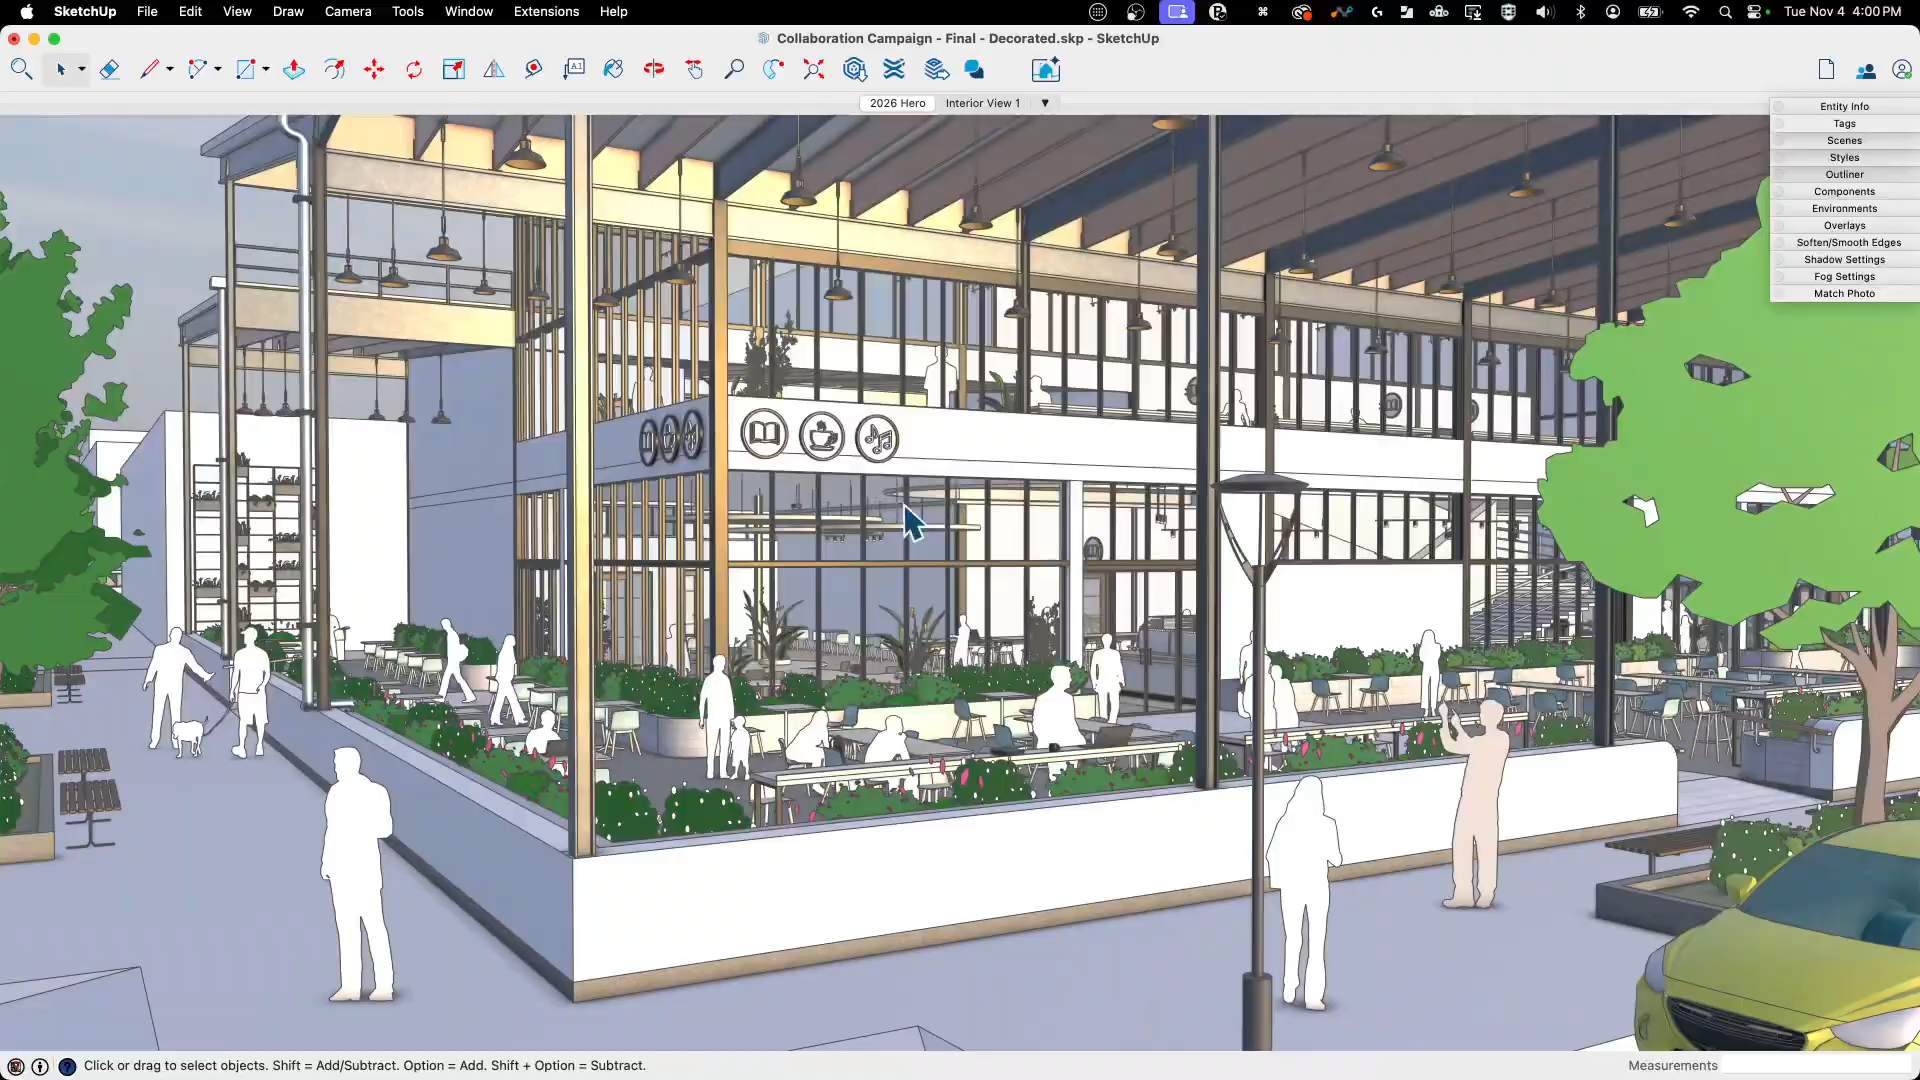 SketchUp File Edit View Draw Camera Tools Window Extensions Help Tue Nov 4 4:00 PM
Collaboration Campaign - Final - Decorated.skp - SketchUp
A1
2026 Hero Interior View 1
Entity Info
Tags
Scenes
Styles
Outliner
Components
Environments
Overlays
Soften/Smooth Edges
Shadow Settings
Fog Settings
Match Photo
Click or drag to select objects. Shift = Add/Subtract. Option = Add. Shift + Option = Subtract.
Measurements